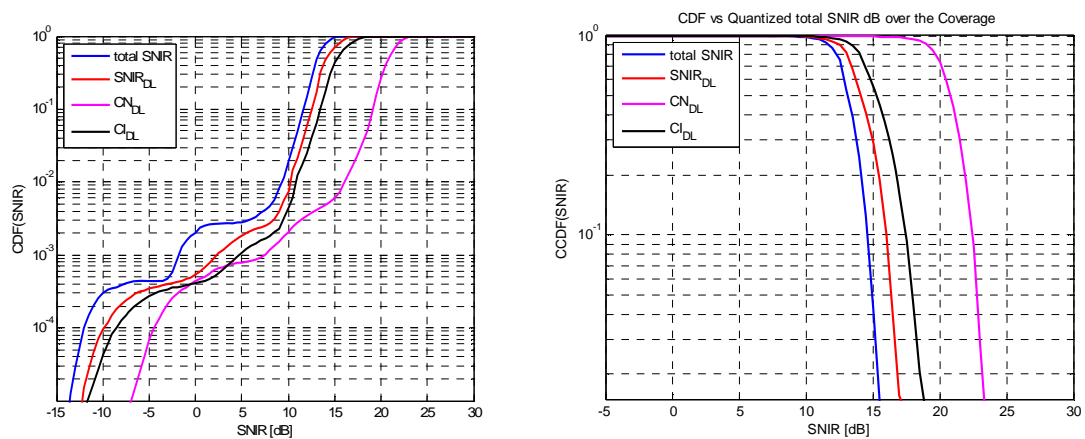 CDF vs Quantized total SNIR dB over the Coverage
10^0
10^-1
10^-2
10^-3
10^-4
CDF(SNIR)
total SNIR
SNIR_DL
CN_DL
CI_DL
-15 -10 -5 0 5 10 15 20 25 30
SNIR [dB]
10^0
10^-1
CCDF(SNIR)
total SNIR
SNIR_DL
CN_DL
CI_DL
-5 0 5 10 15 20 25 30
SNIR [dB]